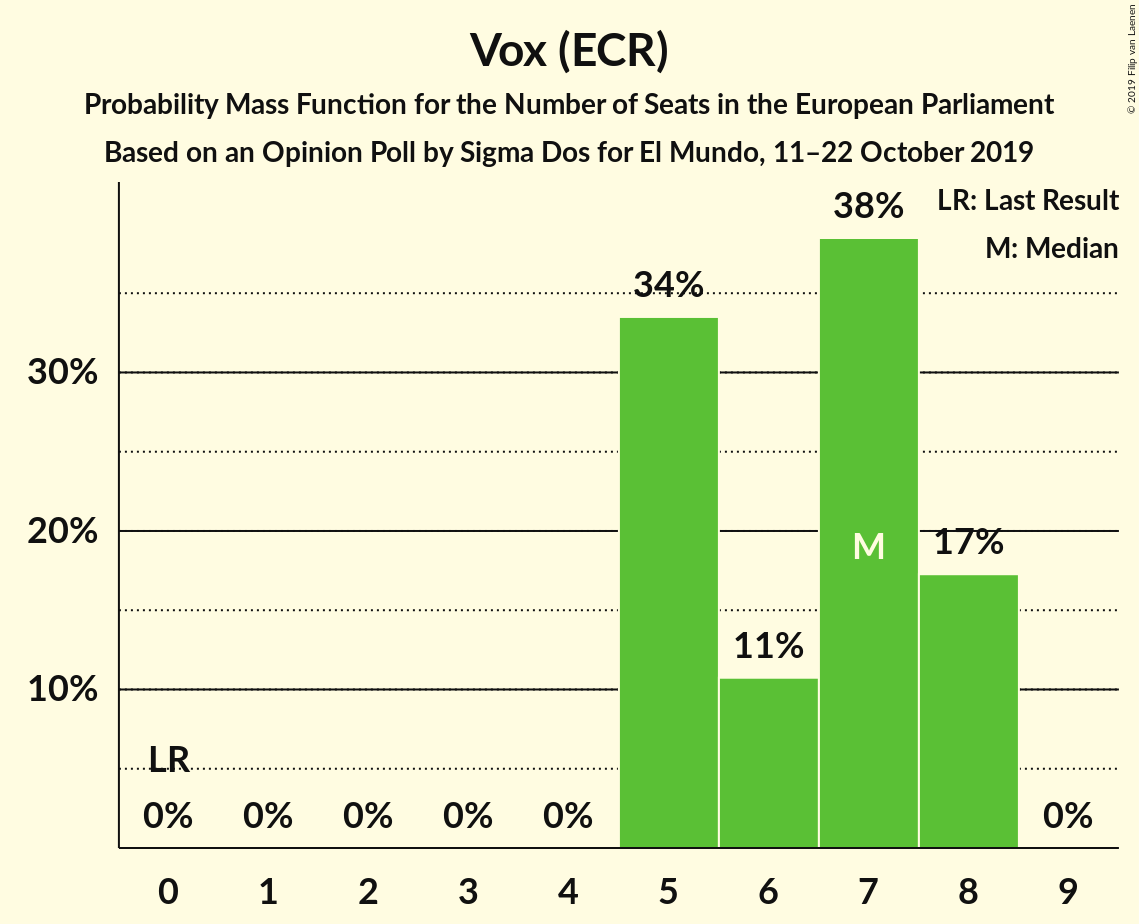 Vox (ECR)
Probability Mass Function for the Number of Seats in the European Parliament
Based on an Opinion Poll by Sigma Dos for El Mundo, 11–22 October 2019
© 2019 Filip van Laenen
LR: Last Result
M: Median
38%
34%
30%
20%
17%
M
11%
10%
LR
0% 0% 0% 0% 0% 0%
0 1 2 3 4 5 6 7 8 9